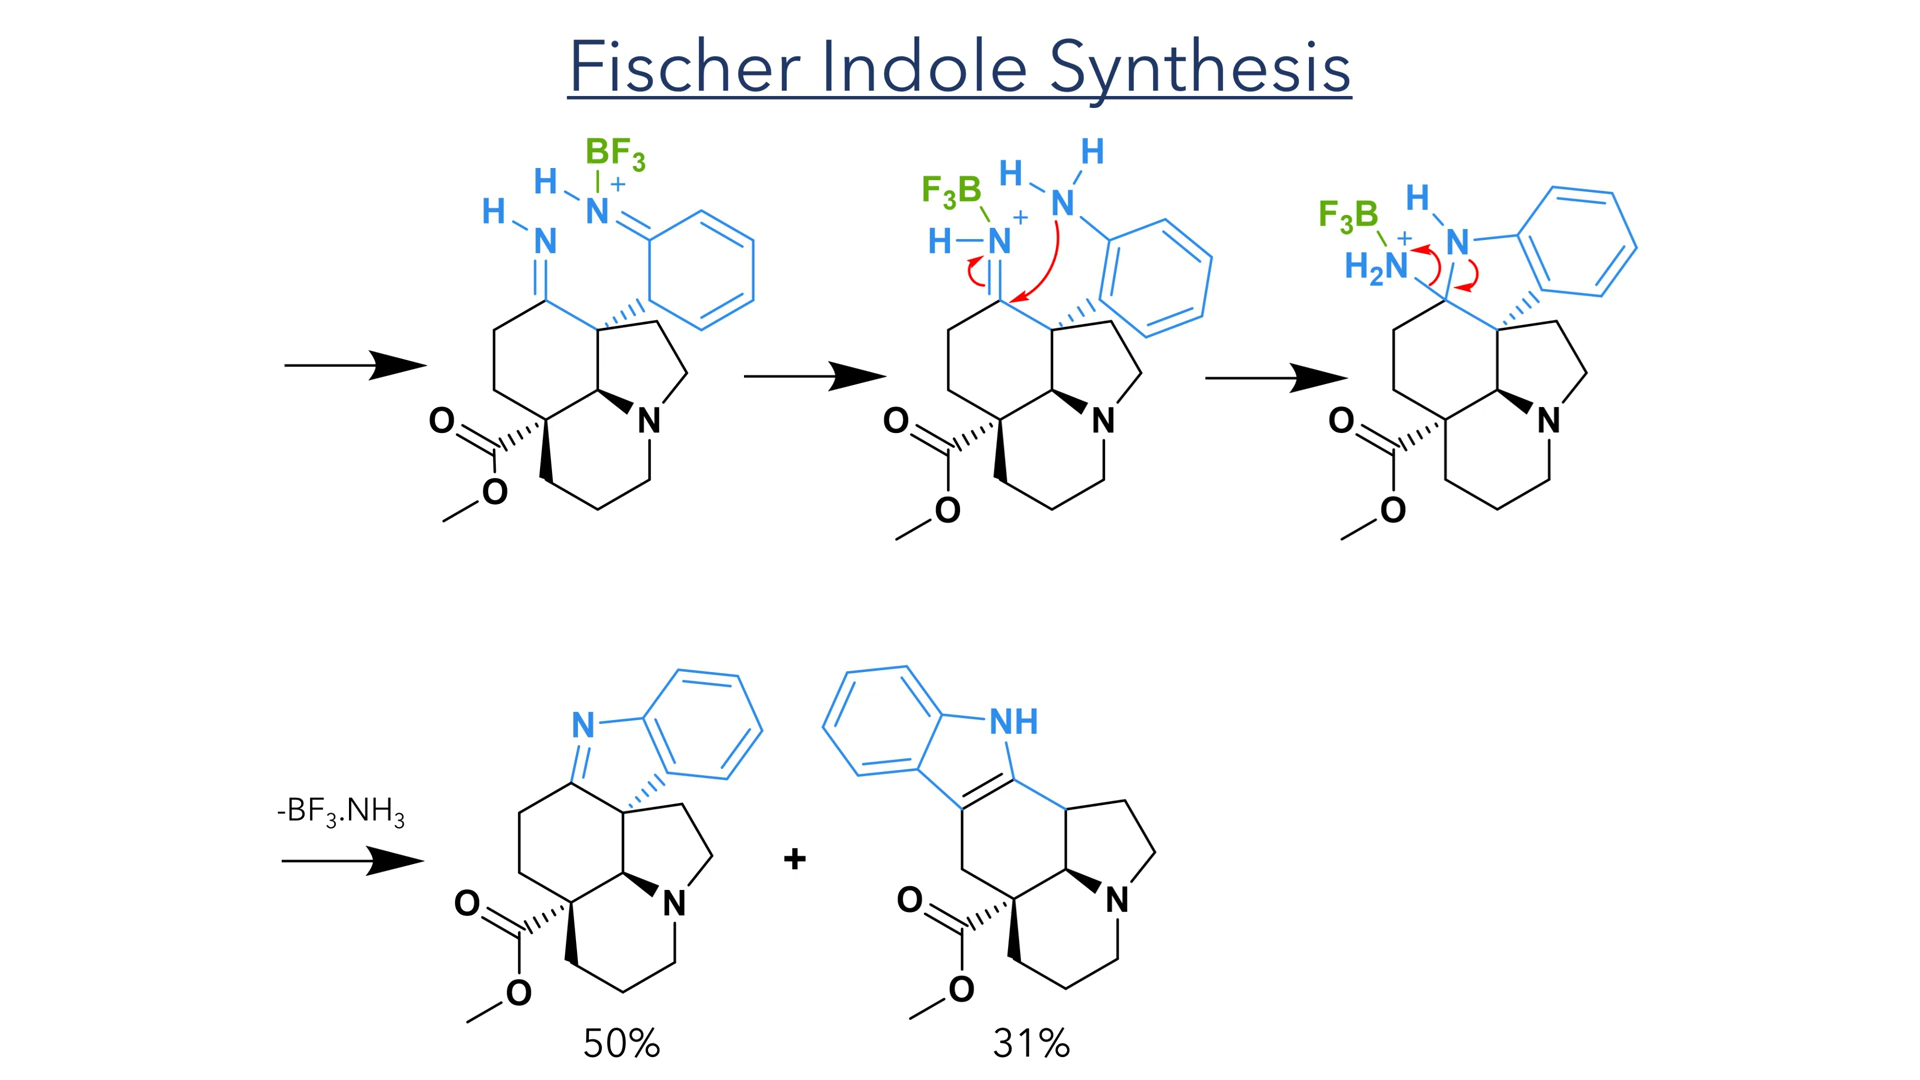 Fischer Indole Synthesis
BF3
H
+
H
N
N
O
N
O
H
H
F3B
N
+
H
N
O
N
O
H
F3B
+
N
H2N
O
N
O
-BF3.NH3
N
O
N
O
50%
+
NH
O
N
O
31%